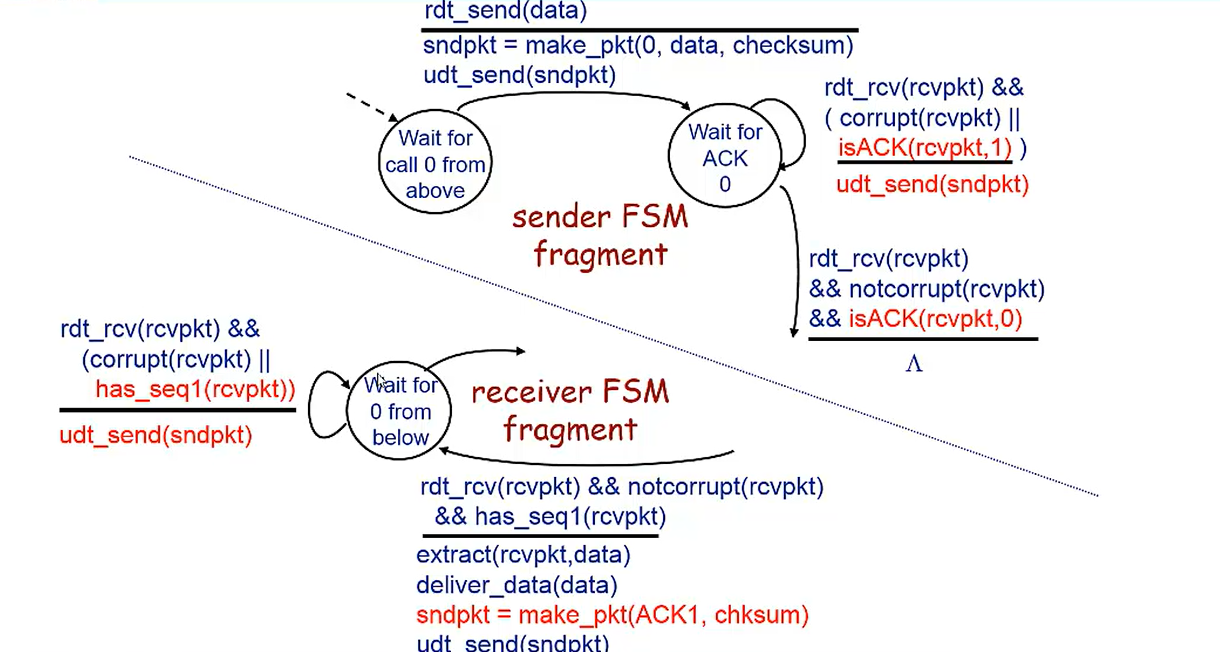 rdt_send(data)
sndpkt = make_pkt(0, data, checksum)
udt_send(sndpkt)
Wait for
call 0 from
above
Wait for
ACK
0
rdt_rcv(rcvpkt) &&
( corrupt(rcvpkt) ||
isACK(rcvpkt,1) )
udt_send(sndpkt)
sender FSM
fragment
rdt_rcv(rcvpkt)
&& notcorrupt(rcvpkt)
&& isACK(rcvpkt,0)
Λ
rdt_rcv(rcvpkt) &&
(corrupt(rcvpkt) ||
has_seq1(rcvpkt))
udt_send(sndpkt)
Wait for
0 from
below
receiver FSM
fragment
rdt_rcv(rcvpkt) && notcorrupt(rcvpkt)
&& has_seq1(rcvpkt)
extract(rcvpkt,data)
deliver_data(data)
sndpkt = make_pkt(ACK1, chksum)
udt_send(sndpkt)